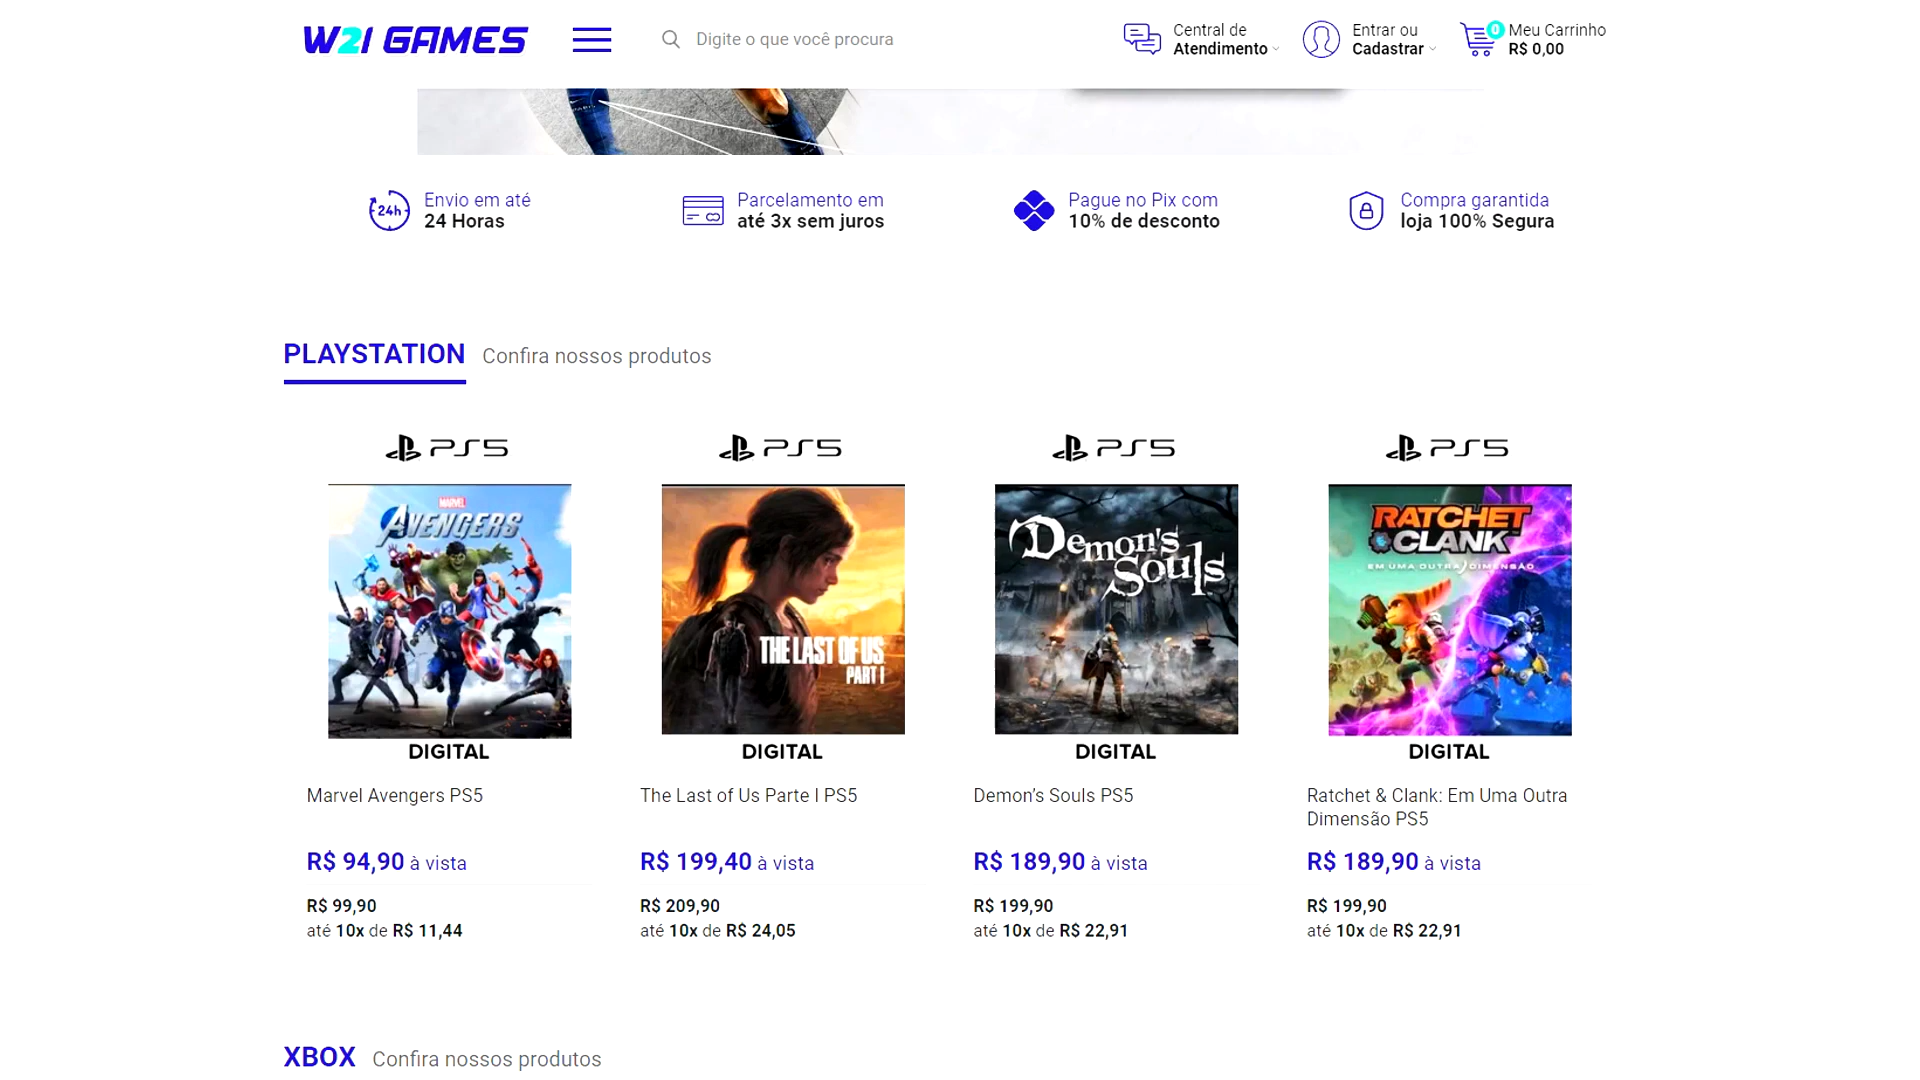 W2I GAMES
Digite o que você procura
Central de
Atendimento
Entrar ou
Cadastrar
0
Meu Carrinho
R$ 0,00
24h
Envio em até
24 Horas
Parcelamento em
até 3x sem juros
Pague no Pix com
10% de desconto
Compra garantida
loja 100% Segura
PLAYSTATION Confira nossos produtos
PS5
MARVEL
AVENGERS
DIGITAL
Marvel Avengers PS5
R$ 94,90 à vista
R$ 99,90
até 10x de R$ 11,44
PS5
THE LAST OF US
PART I
DIGITAL
The Last of Us Parte I PS5
R$ 199,40 à vista
R$ 209,90
até 10x de R$ 24,05
PS5
Demon's
Souls
DIGITAL
Demon’s Souls PS5
R$ 189,90 à vista
R$ 199,90
até 10x de R$ 22,91
PS5
RATCHET
CLANK
EM UMA OUTRA DIMENSÃO
DIGITAL
Ratchet & Clank: Em Uma Outra
Dimensão PS5
R$ 189,90 à vista
R$ 199,90
até 10x de R$ 22,91
XBOX Confira nossos produtos